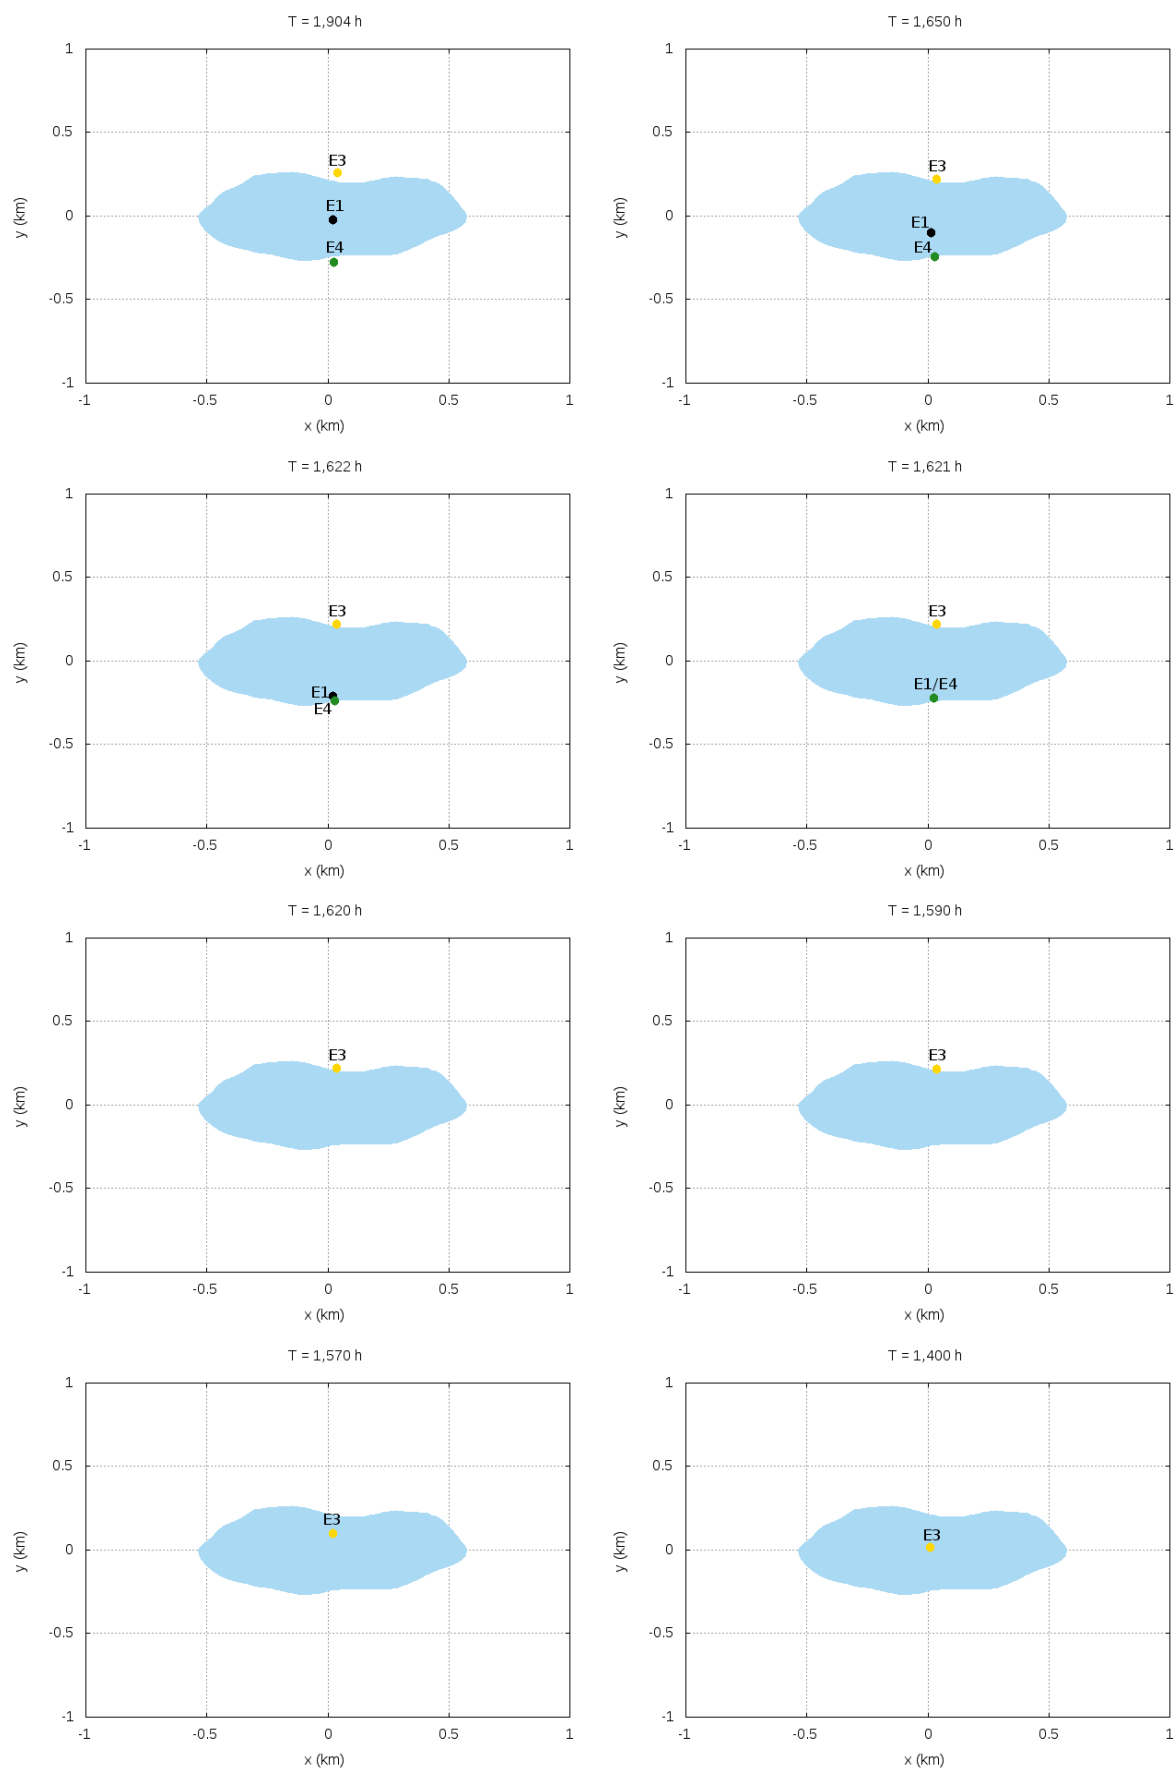 T = 1,904 h
1
0.5
0
-0.5
-1
y (km)
E3
E1
E4
-1 -0.5 0 0.5 1
x (km)
T = 1,650 h
1
0.5
0
-0.5
-1
y (km)
E3
E1
E4
-1 -0.5 0 0.5 1
x (km)
T = 1,622 h
1
0.5
0
-0.5
-1
y (km)
E3
E1
E4
-1 -0.5 0 0.5 1
x (km)
T = 1,621 h
1
0.5
0
-0.5
-1
y (km)
E3
E1/E4
-1 -0.5 0 0.5 1
x (km)
T = 1,620 h
1
0.5
0
-0.5
-1
y (km)
E3
-1 -0.5 0 0.5 1
x (km)
T = 1,590 h
1
0.5
0
-0.5
-1
y (km)
E3
-1 -0.5 0 0.5 1
x (km)
T = 1,570 h
1
0.5
0
-0.5
-1
y (km)
E3
-1 -0.5 0 0.5 1
x (km)
T = 1,400 h
1
0.5
0
-0.5
-1
y (km)
E3
-1 -0.5 0 0.5 1
x (km)